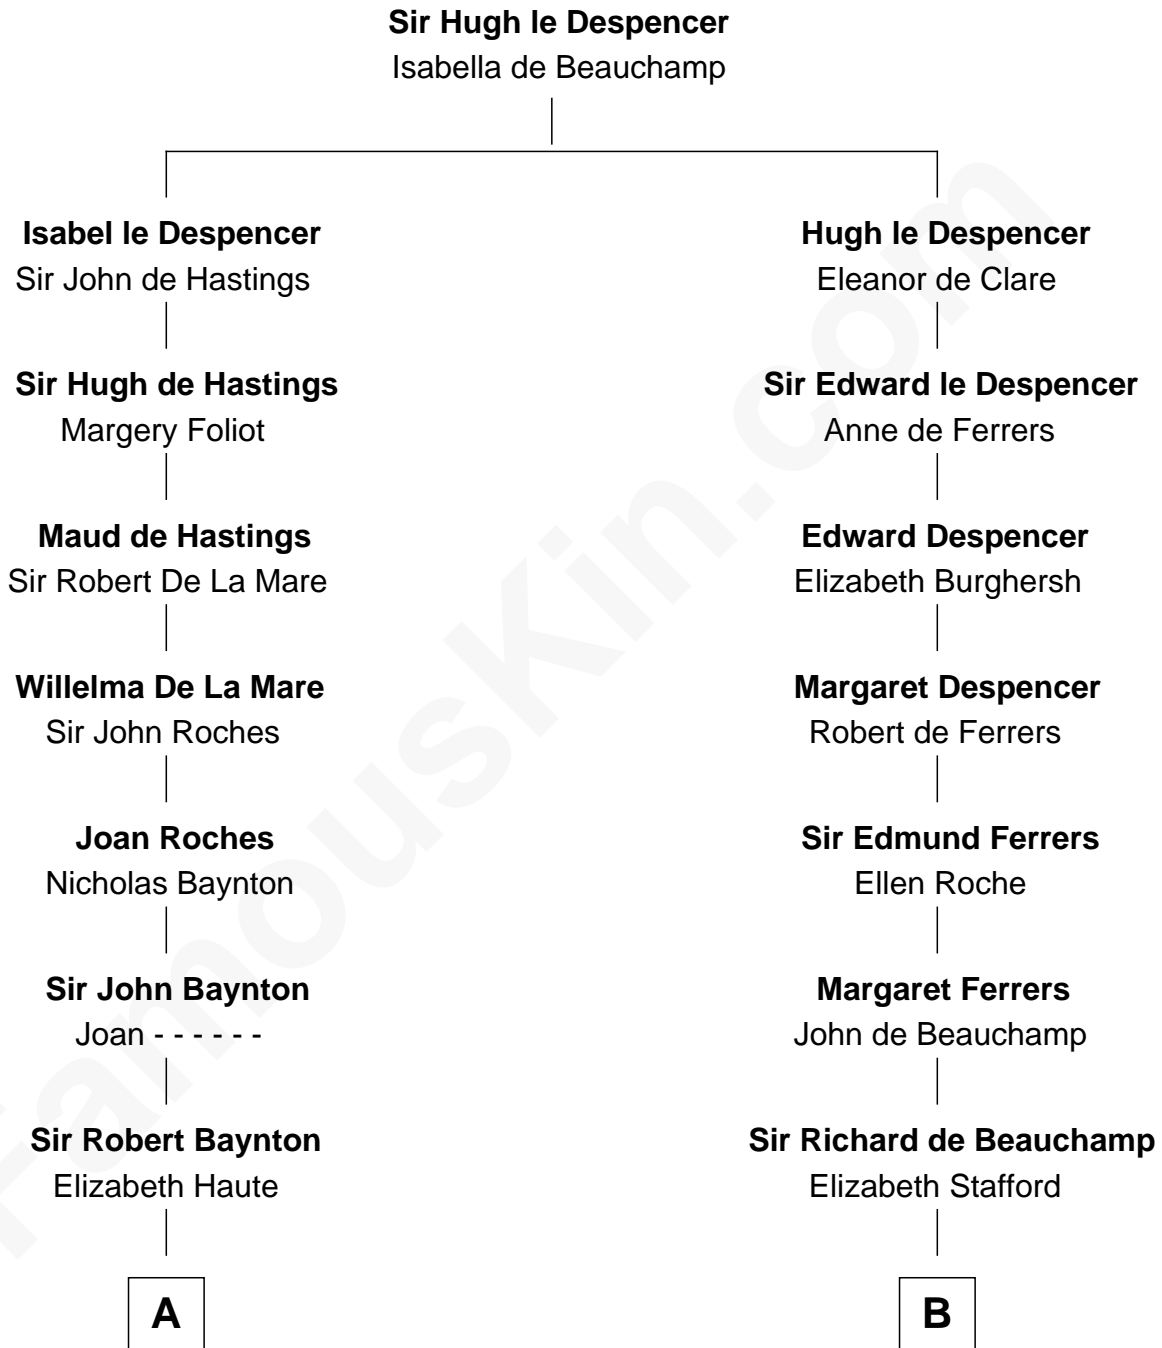 Sir Hugh le Despencer
Isabella de Beauchamp
Isabel le Despencer
Sir John de Hastings
Hugh le Despencer
Eleanor de Clare
Sir Hugh de Hastings
Margery Foliot
Sir Edward le Despencer
Anne de Ferrers
Maud de Hastings
Sir Robert De La Mare
Edward Despencer
Elizabeth Burghersh
Willelma De La Mare
Sir John Roches
Margaret Despencer
Robert de Ferrers
Joan Roches
Nicholas Baynton
Sir Edmund Ferrers
Ellen Roche
Sir John Baynton
Joan - - - - - -
Margaret Ferrers
John de Beauchamp
Sir Robert Baynton
Elizabeth Haute
Sir Richard de Beauchamp
Elizabeth Stafford
A
B
FamousKin.com